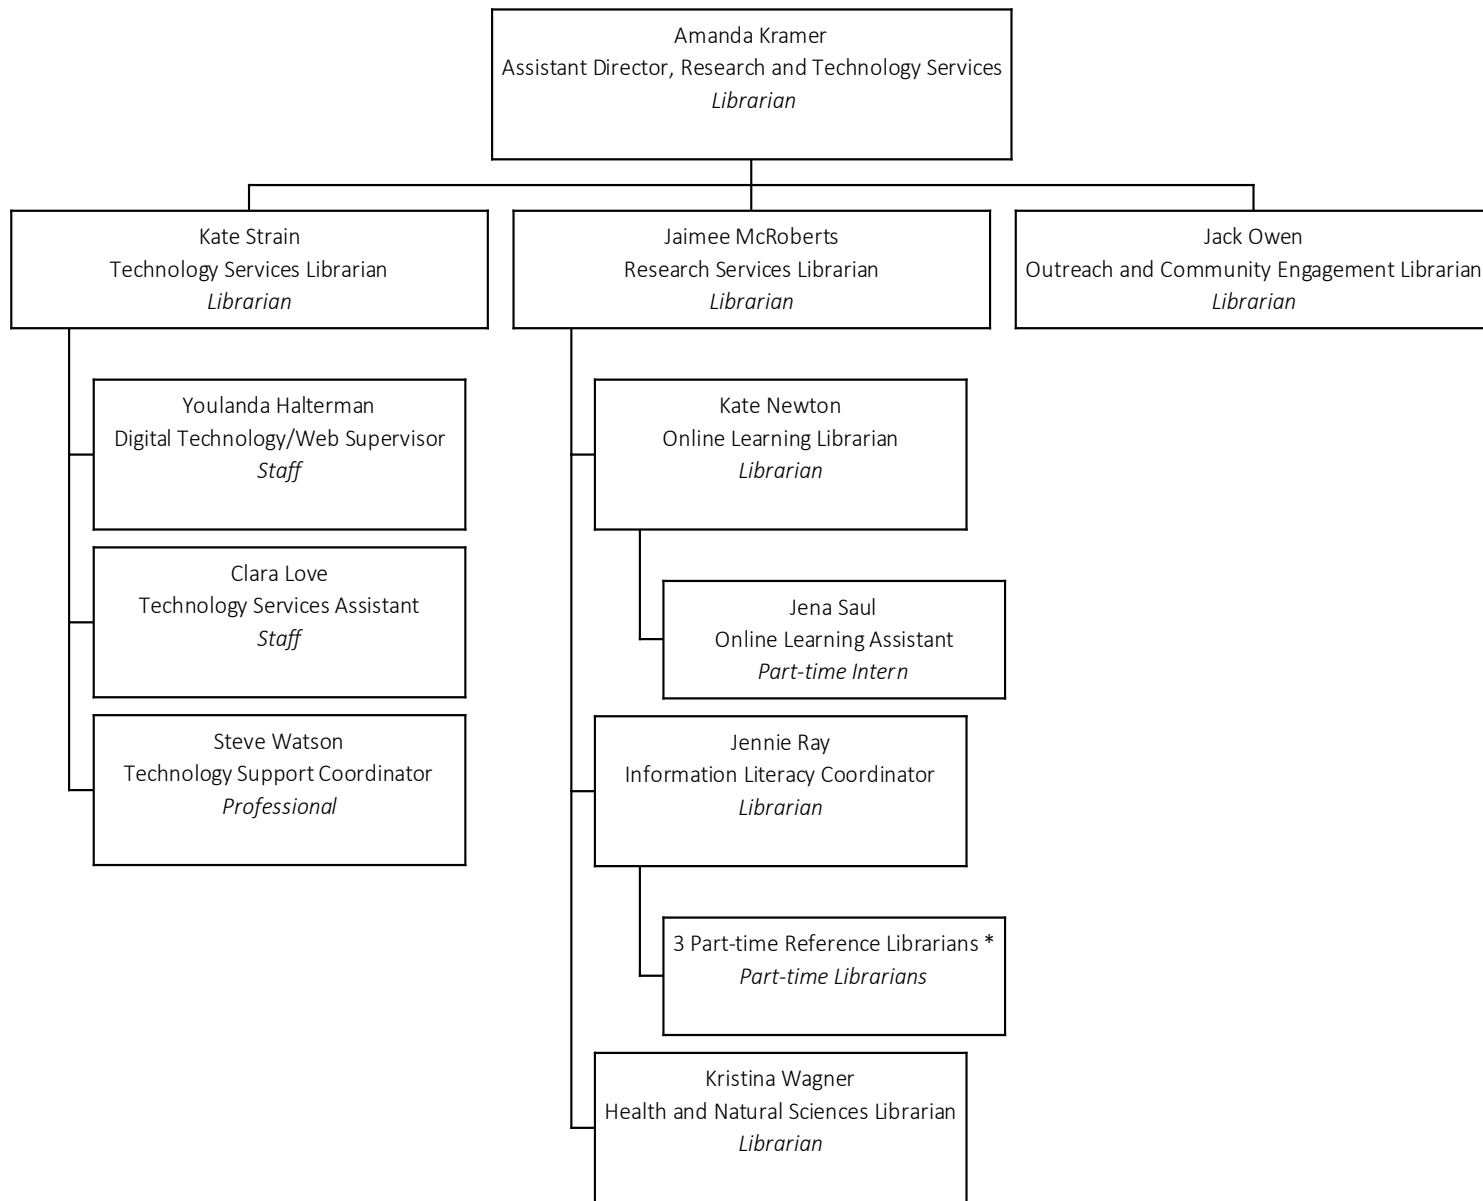 Amanda Kramer
Assistant Director, Research and Technology Services
Librarian
Kate Strain
Technology Services Librarian
Librarian
Jaimee McRoberts
Research Services Librarian
Librarian
Jack Owen
Outreach and Community Engagement Librarian
Librarian
Youlanda Halterman
Digital Technology/Web Supervisor
Staff
Clara Love
Technology Services Assistant
Staff
Steve Watson
Technology Support Coordinator
Professional
Kate Newton
Online Learning Librarian
Librarian
Jena Saul
Online Learning Assistant
Part-time Intern
Jennie Ray
Information Literacy Coordinator
Librarian
3 Part-time Reference Librarians *
Part-time Librarians
Kristina Wagner
Health and Natural Sciences Librarian
Librarian